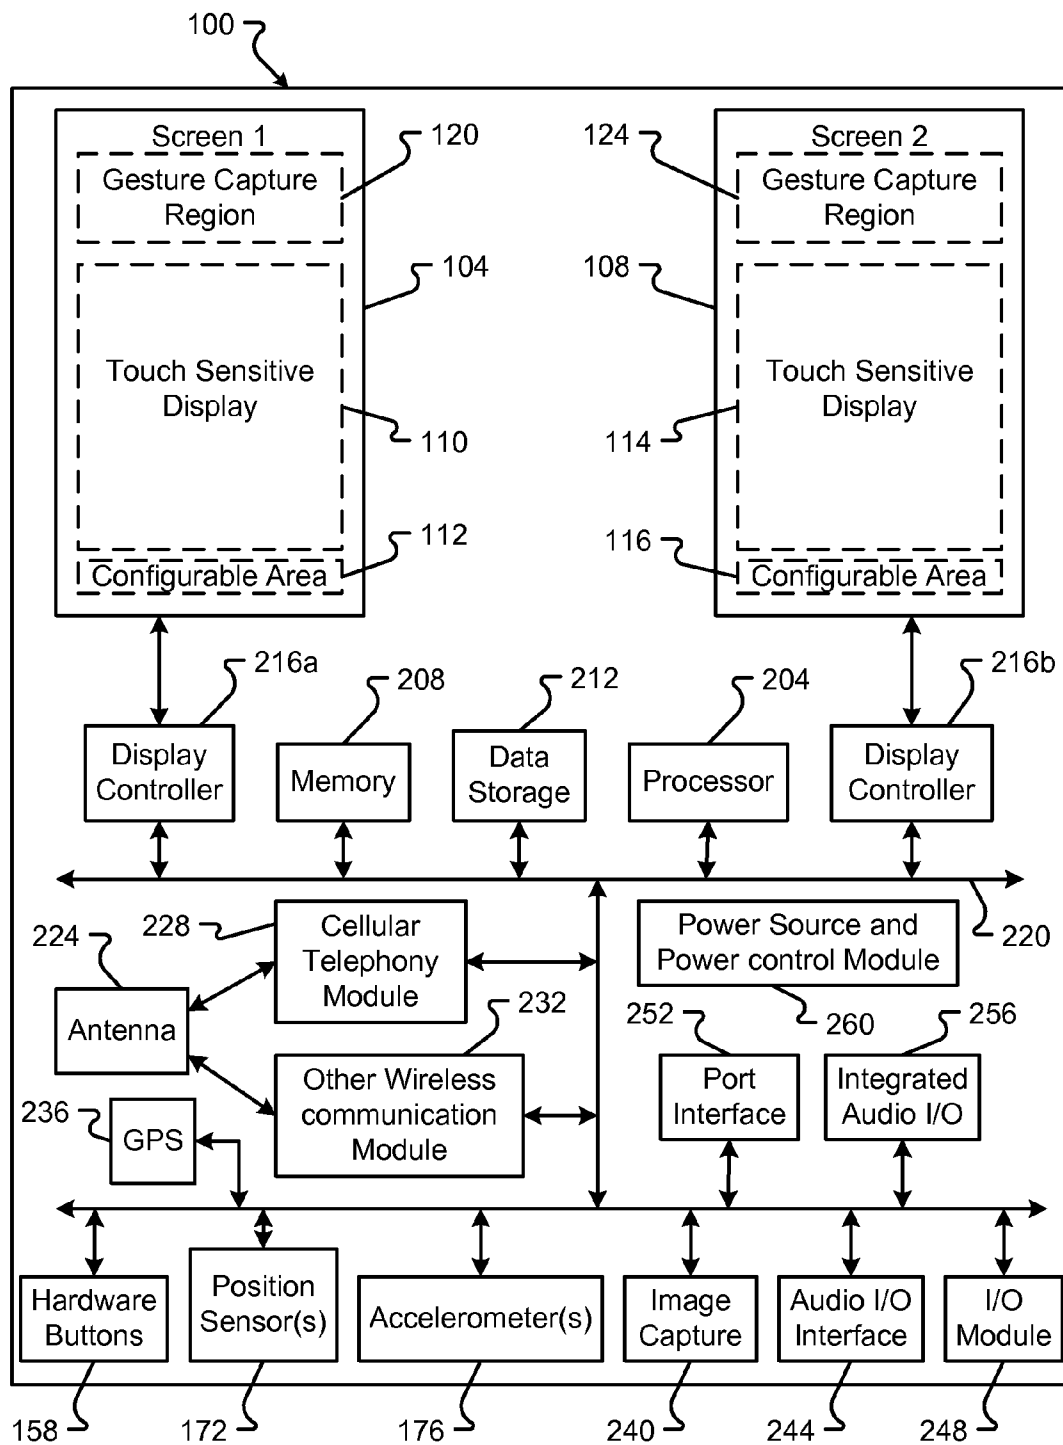 100
Screen 1
Gesture Capture
Region
120
Screen 2
Gesture Capture
Region
124
104
108
Touch Sensitive
Display
110
Touch Sensitive
Display
114
112
Configurable Area
116
Configurable Area
216a
208
212
204
216b
Display
Controller
Memory
Data
Storage
Processor
Display
Controller
228
Cellular
Telephony
Module
Power Source and
Power control Module
220
224
Antenna
232
252
260
256
Other Wireless
communication
Module
Port
Interface
Integrated
Audio I/O
236
GPS
Hardware
Buttons
Position
Sensor(s)
Accelerometer(s)
Image
Capture
Audio I/O
Interface
I/O
Module
158
172
176
240
244
248